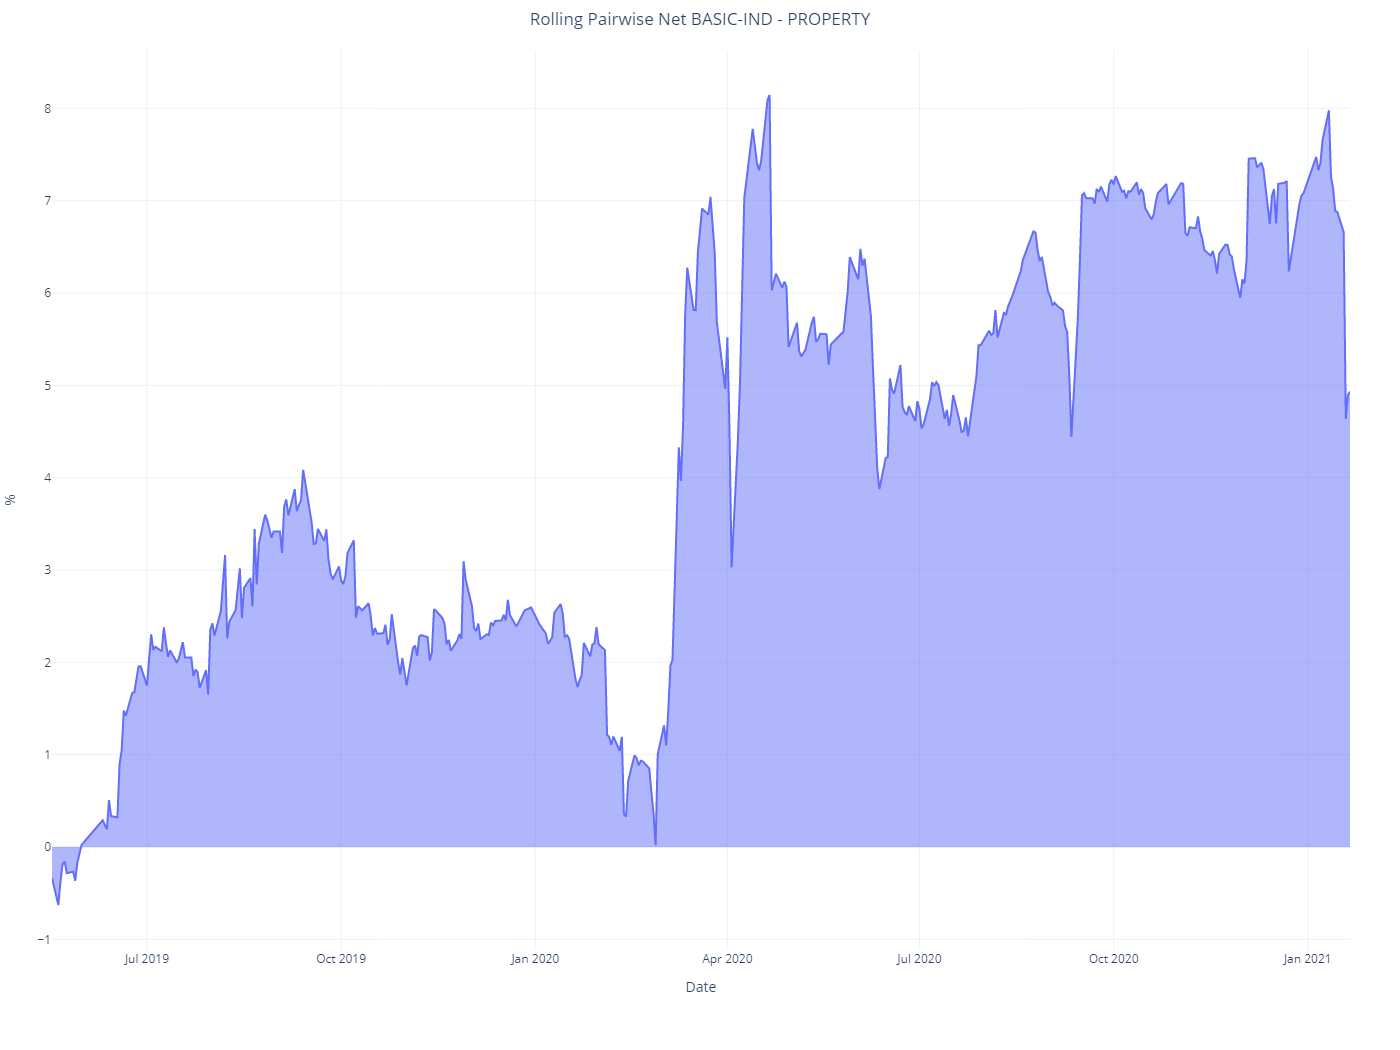 Rolling Pairwise Net BASIC-IND - PROPERTY
8
7
6
5
4
3
2
1
0
−1
%
Jul 2019
Oct 2019
Jan 2020
Apr 2020
Jul 2020
Oct 2020
Jan 2021
Date